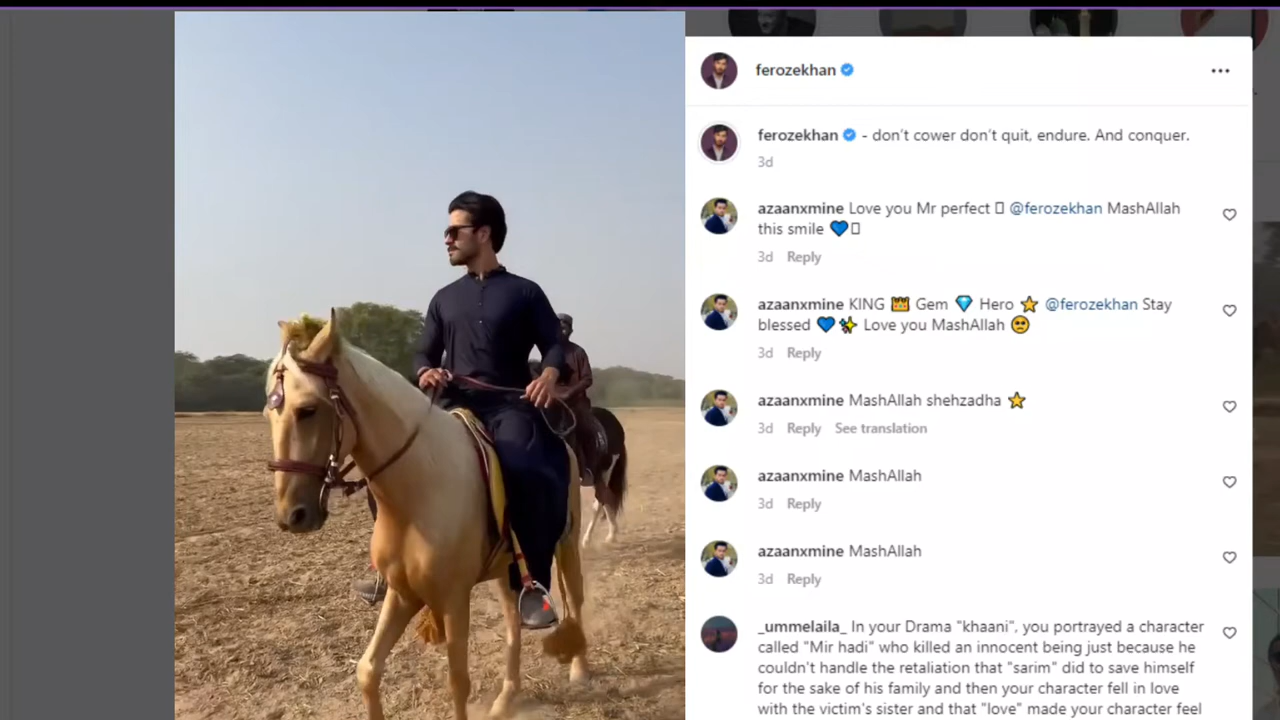 ferozekhan
ferozekhan - don't cower don't quit, endure. And conquer.
3d
azaanxmine Love you Mr perfect @ferozekhan MashAllah
this smile 💙
3d Reply
azaanxmine KING 👑 Gem 💎 Hero ⭐ @ferozekhan Stay
blessed 💙✨ Love you MashAllah 🥺
3d Reply
azaanxmine MashAllah shehzadha ⭐
3d Reply See translation
azaanxmine MashAllah
3d Reply
azaanxmine MashAllah
3d Reply
_ummelaila_ In your Drama "khaani", you portrayed a character
called "Mir hadi" who killed an innocent being just because he
couldn't handle the retaliation that "sarim" did to save himself
for the sake of his family and then your character fell in love
with the victim's sister and that "love" made your character feel